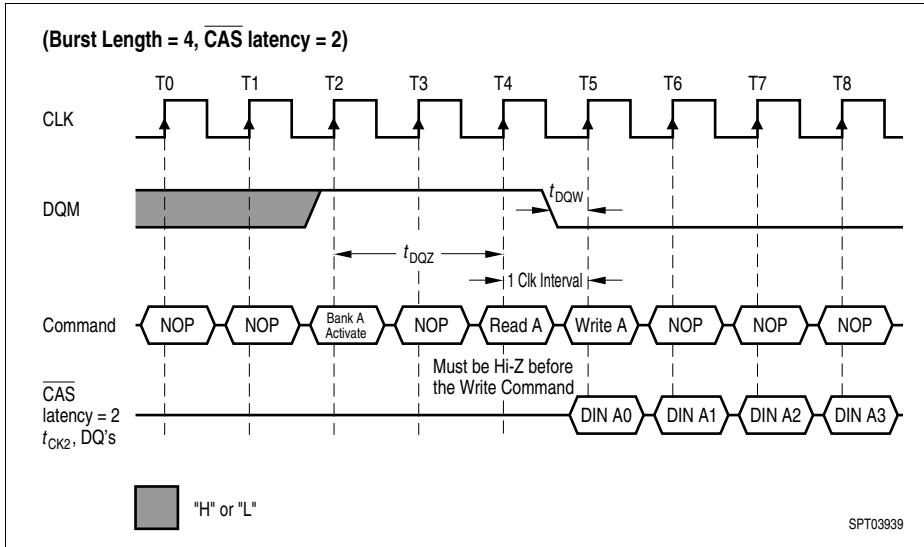 (Burst Length = 4, CAS latency = 2)
T0 T1 T2 T3 T4 T5 T6 T7 T8
CLK
DQM
tDQW
tDQZ
1 Clk Interval
Command NOP NOP Bank A Activate NOP Read A Write A NOP NOP NOP
Must be Hi-Z before
the Write Command
CAS
latency = 2
tCK2, DQ's
DIN A0 DIN A1 DIN A2 DIN A3
"H" or "L"
SPT03939